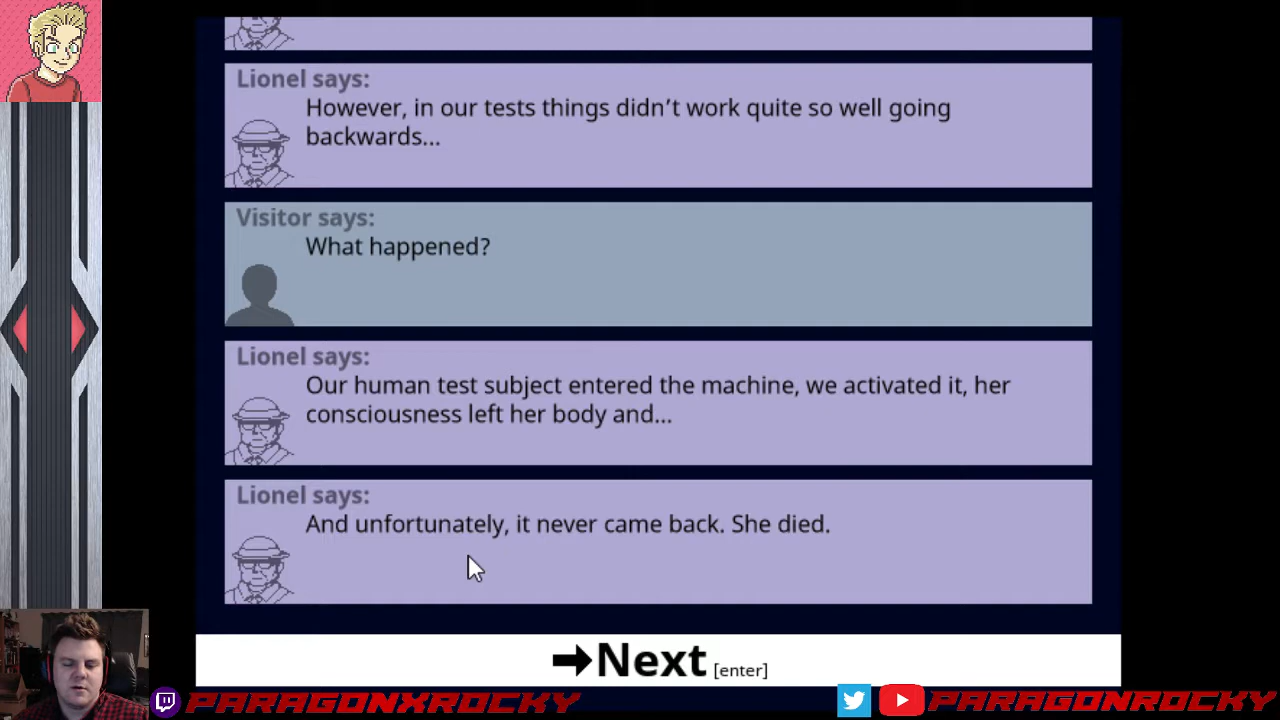 Lionel says:
However, in our tests things didn't work quite so well going
backwards...
Visitor says:
What happened?
Lionel says:
Our human test subject entered the machine, we activated it, her
consciousness left her body and...
Lionel says:
And unfortunately, it never came back. She died.
➡Next [enter]
PARAGONXROCKY
PARAGONXROCKY